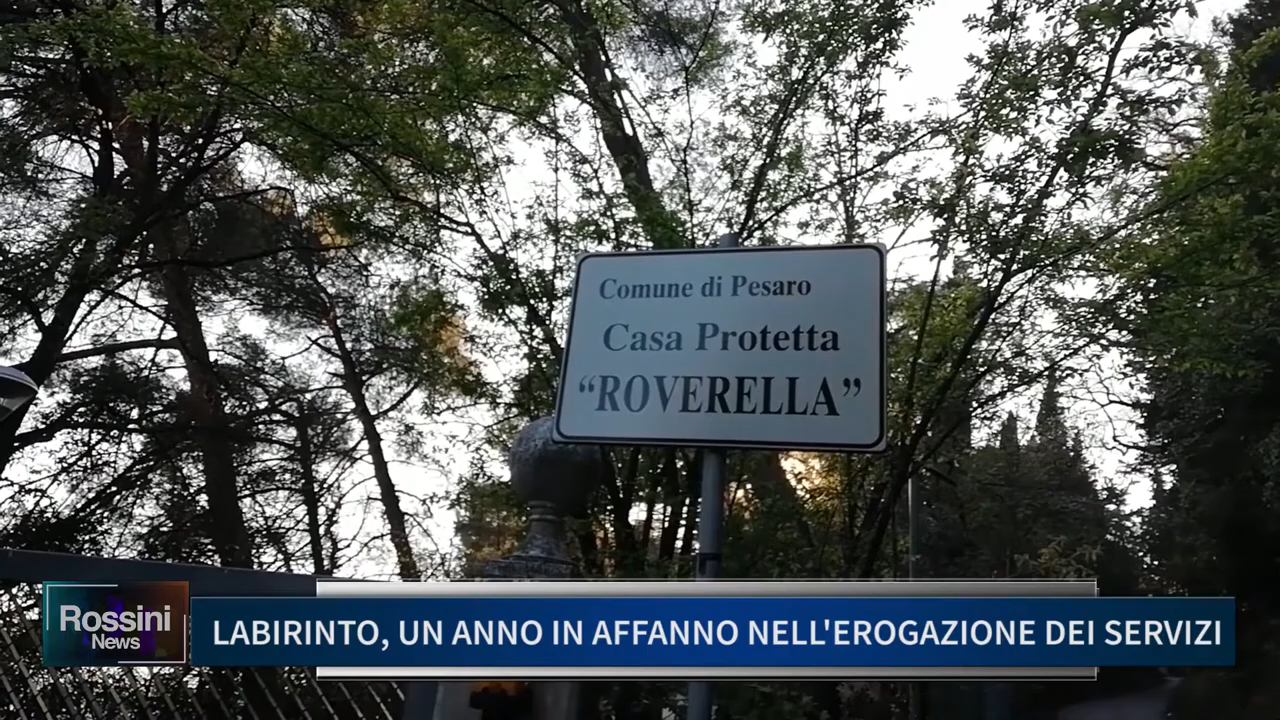 Comune di Pesaro
Casa Protetta
“ROVERELLA”
Rossini
News
LABIRINTO, UN ANNO IN AFFANNO NELL'EROGAZIONE DEI SERVIZI